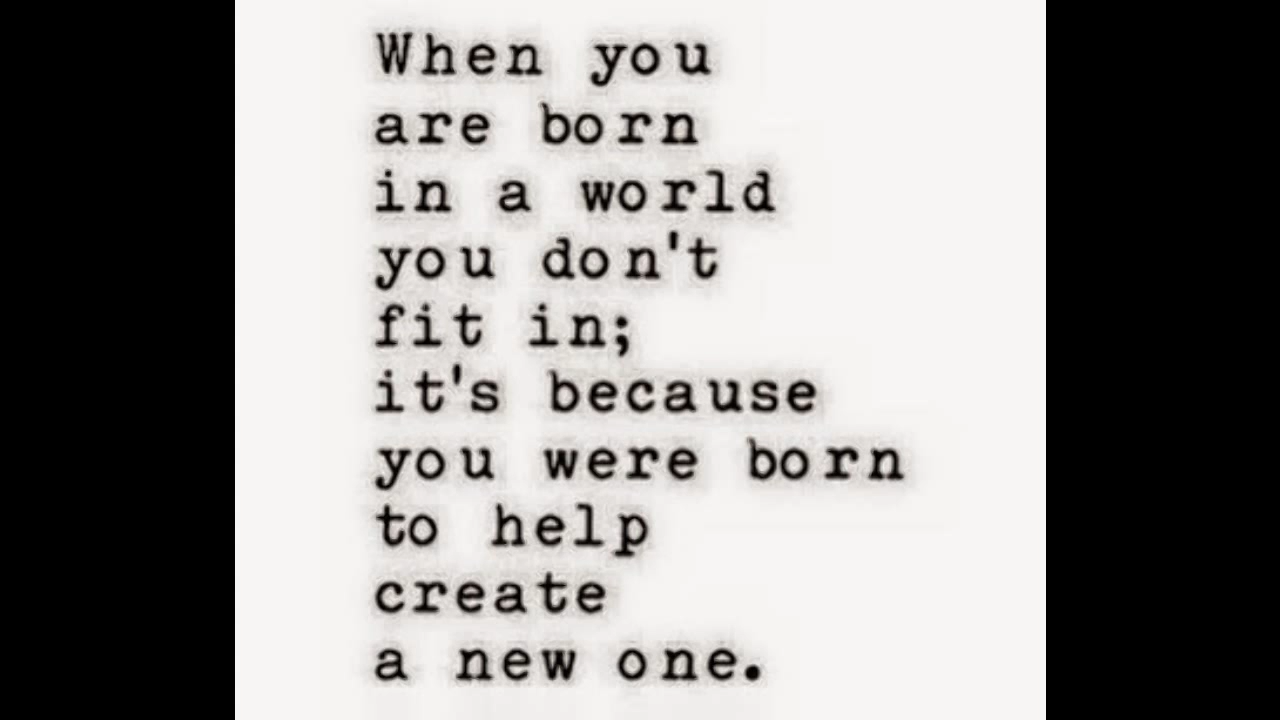 When you
are born
in a world
you don't
fit in;
it's because
you were born
to help
create
a new one.